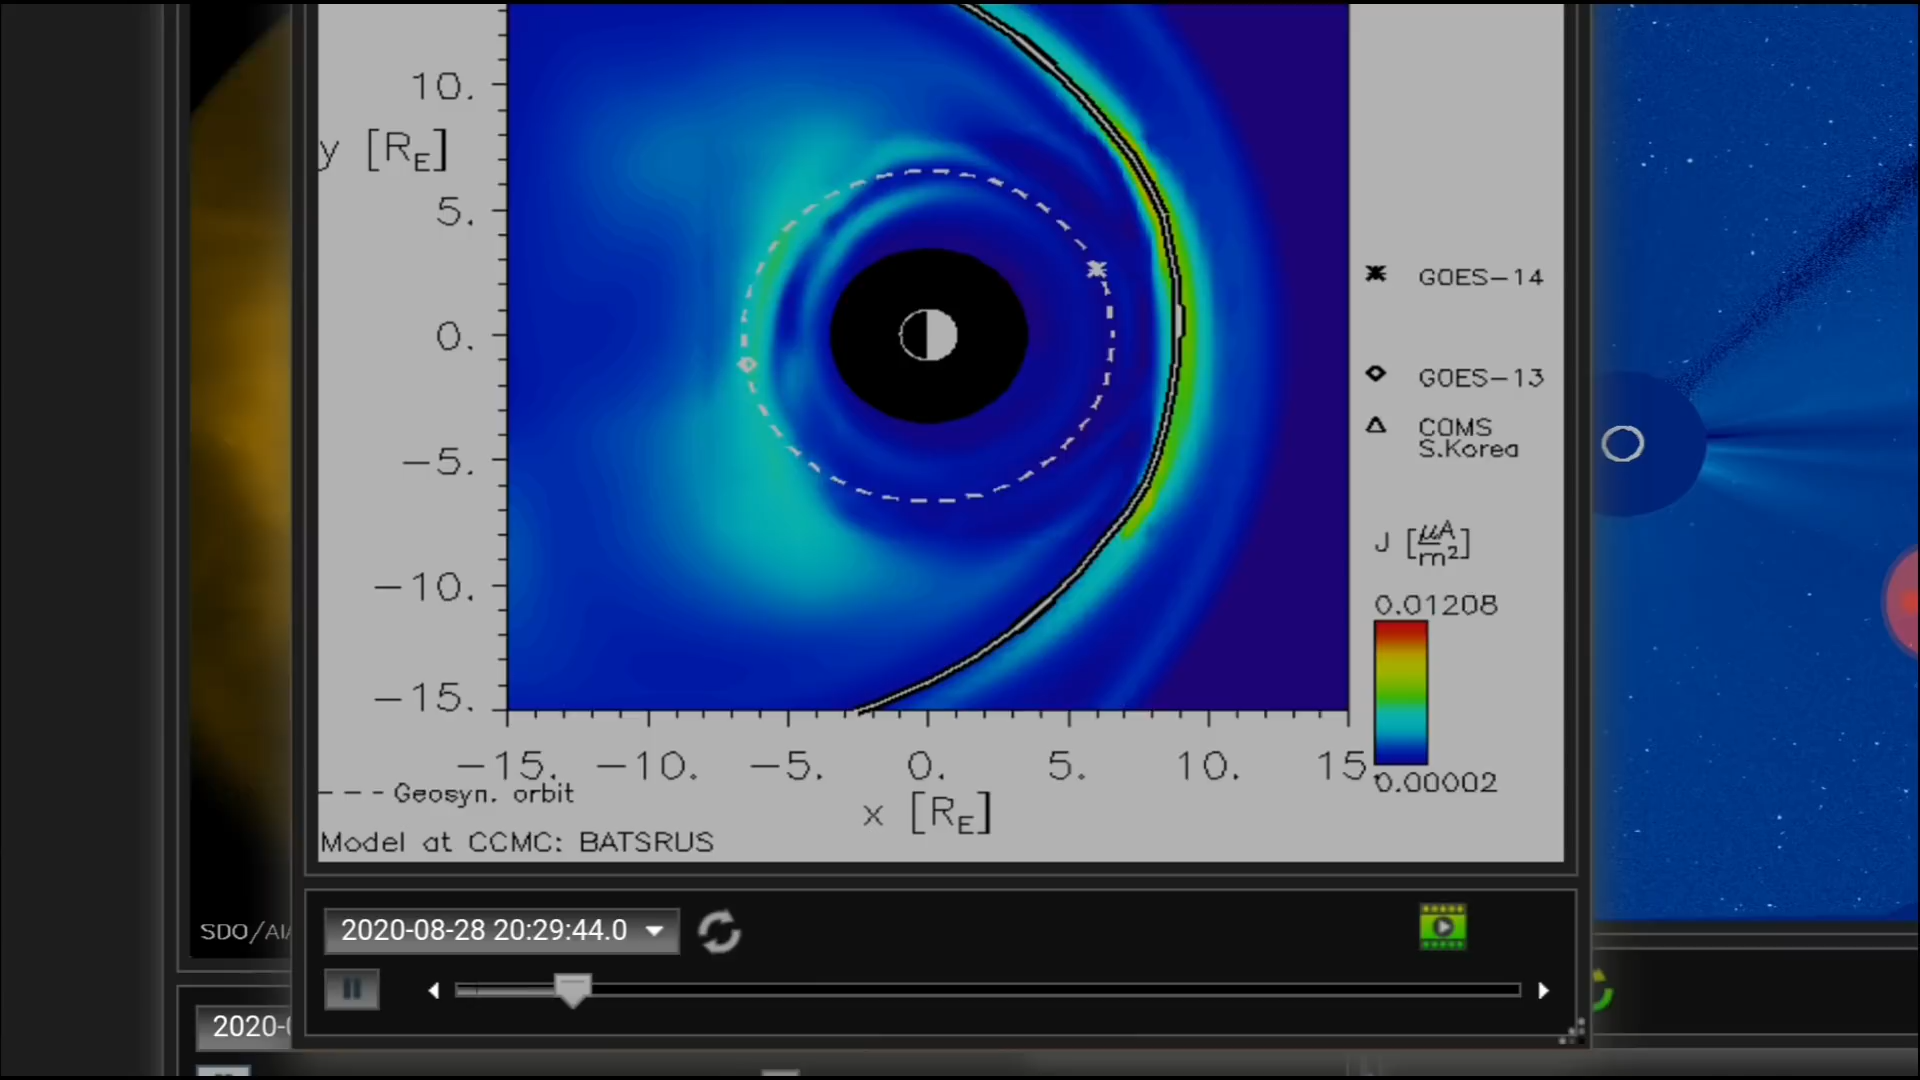 10.
y [RE]
5.
0.
−5.
−10.
−15.
−15. −10. −5. 0. 5. 10. 15.
x [RE]
GOES−14
GOES−13
COMS
S.Korea
J [μA/m2]
0.01208
0.00002
--- Geosyn. orbit
Model at CCMC: BATSRUS
SDO/AI
2020-08-28 20:29:44.0
2020-